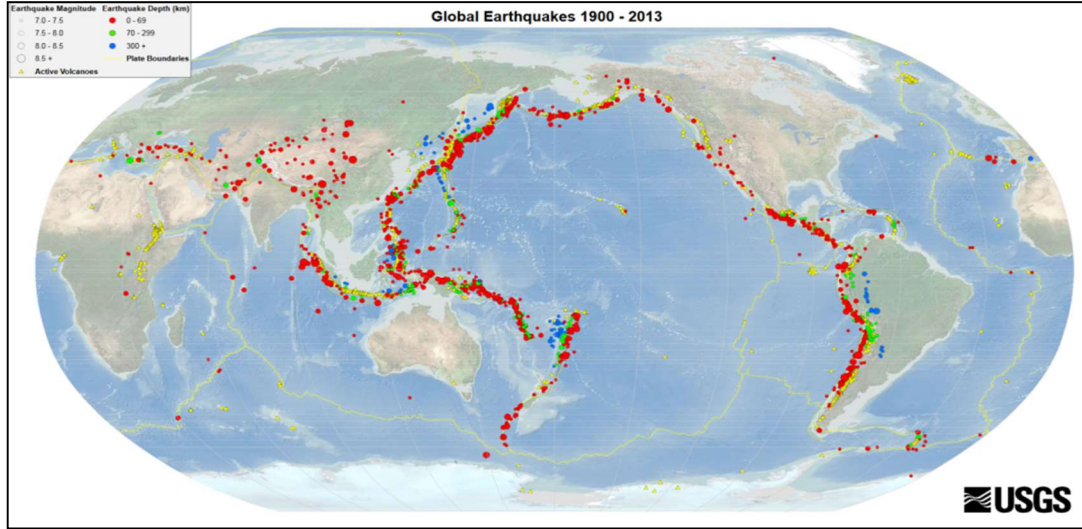 Global Earthquakes 1900 - 2013
Earthquake Magnitude Earthquake Depth (km)
7.0 - 7.5 0 - 69
7.5 - 8.0 70 - 299
8.0 - 8.5 300 +
8.5 + Plate Boundaries
Active Volcanoes
USGS